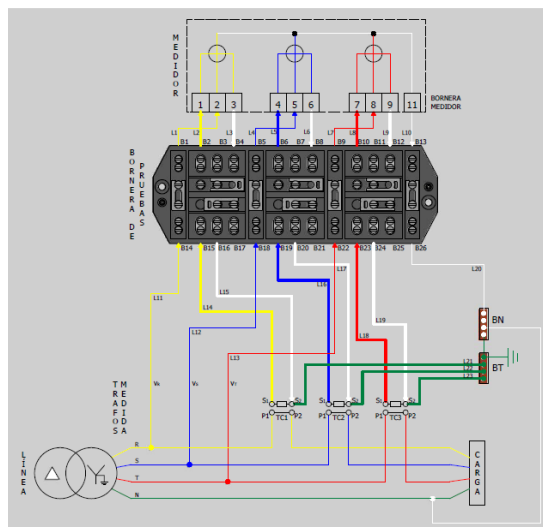 MEDIDOR
1 2 3 4 5 6 7 8 9 11
BORNERA
MEDIDOR
L1 L2 L3 L4 L5 L6 L7 L8 L9 L10
B1 B2 B3 B4 B5 B6 B7 B8 B9 B10 B11 B12 B13
BORNERA DE
PRUEBAS
B14 B15 B16 B17 B18 B19 B20 B21 B22 B23 B24 B25 B26
L15
L17
L20
L16
L11
L14
L19
BN
L12
L18
L13
L21
L22
L23
BT
TRAFOS
MEDIDA
S1 S2 S1 S2 S1 S2
P1 TC1 P2 P1 TC2 P2 P1 TC3 P2
LINEA
R
S
T
N
CARGA